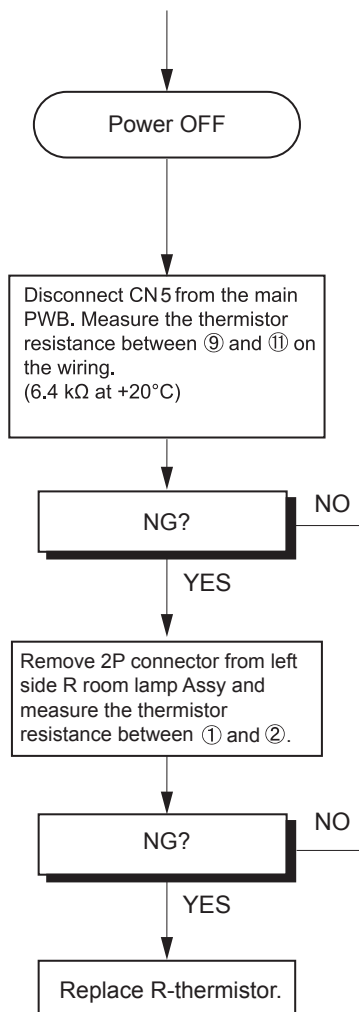 Power OFF
Disconnect CN5 from the main
PWB. Measure the thermistor
resistance between ⑨ and ⑪ on
the wiring.
(6.4 kΩ at +20°C)
NG?
NO
YES
Remove 2P connector from left
side R room lamp Assy and
measure the thermistor
resistance between ① and ②.
NG?
NO
YES
Replace R-thermistor.